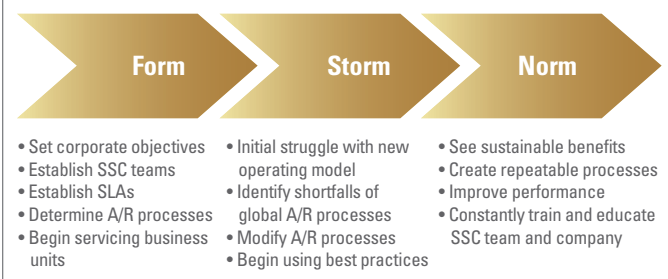 Form
• Set corporate objectives
• Establish SSC teams
• Establish SLAs
• Determine A/R processes
• Begin servicing business
units
Storm
• Initial struggle with new
operating model
• Identify shortfalls of
global A/R processes
• Modify A/R processes
• Begin using best practices
Norm
• See sustainable benefits
• Create repeatable processes
• Improve performance
• Constantly train and educate
SSC team and company